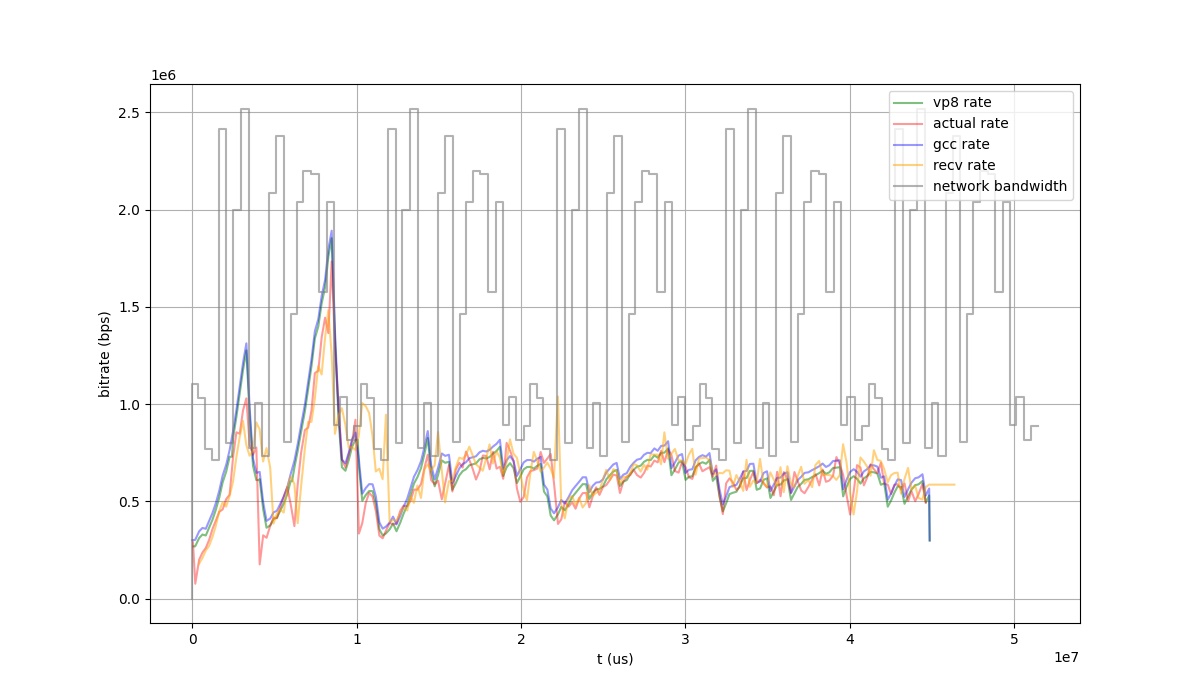 1e6
2.5
2.0
1.5
1.0
0.5
0.0
bitrate (bps)
vp8 rate
actual rate
gcc rate
recv rate
network bandwidth
0 1 2 3 4 5
t (us)
1e7